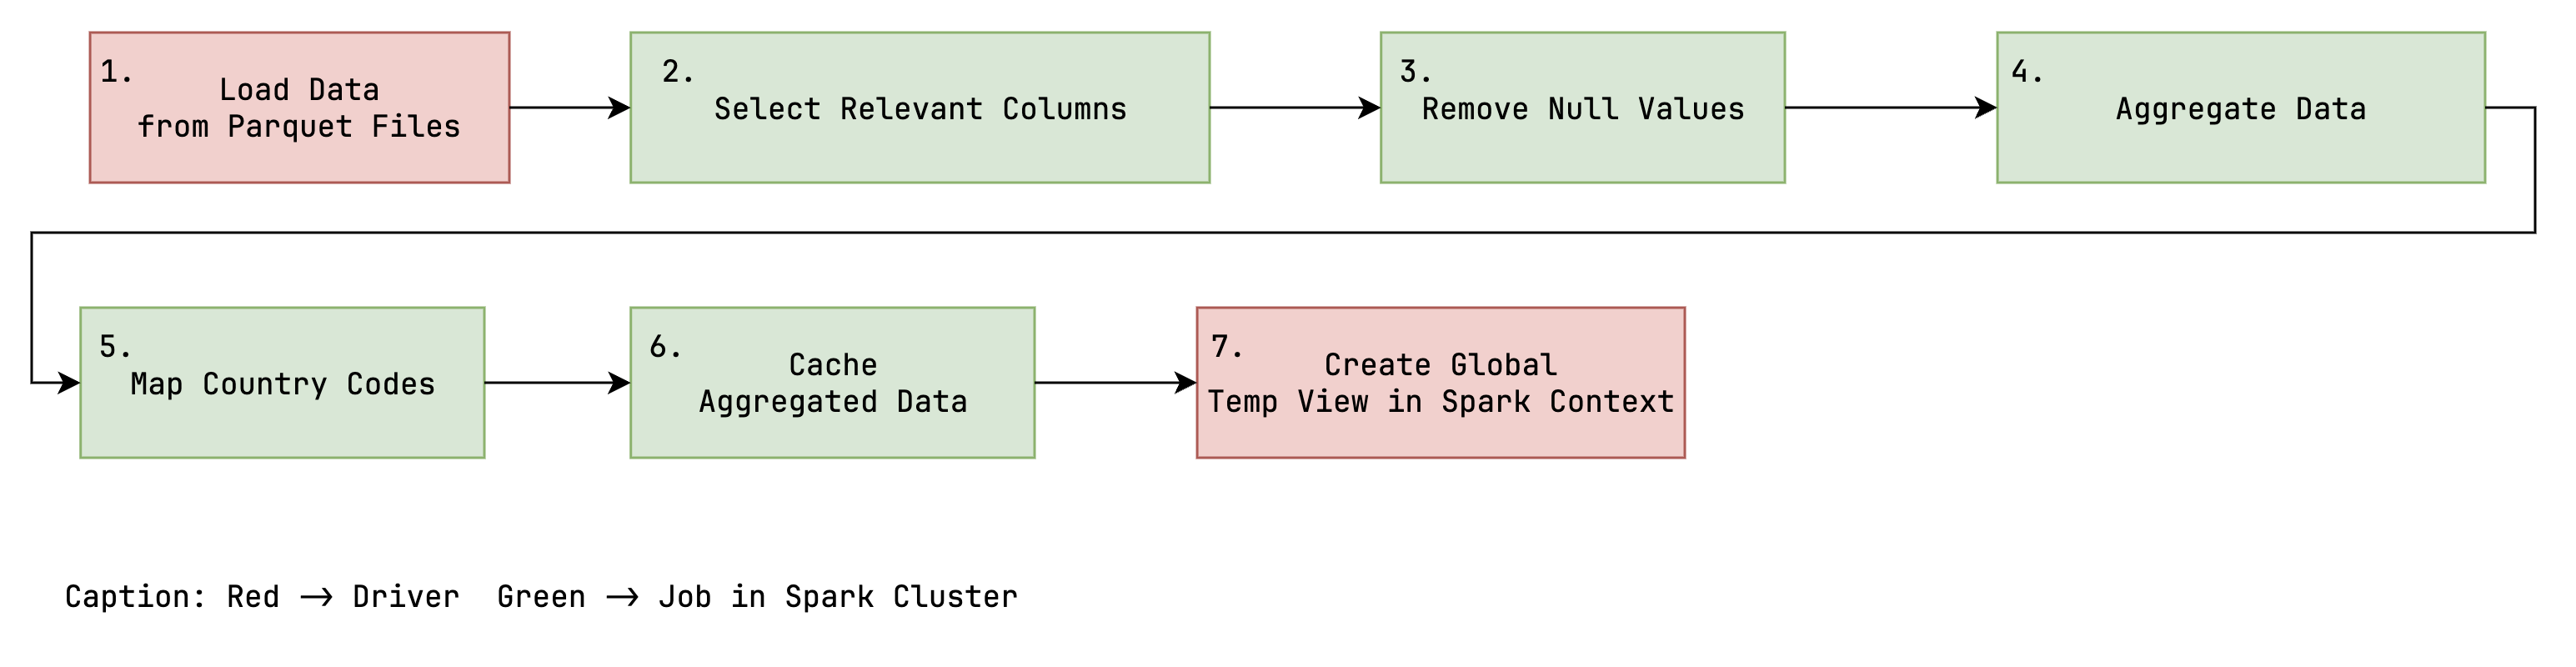 1.
Load Data
from Parquet Files
2.
Select Relevant Columns
3.
Remove Null Values
4.
Aggregate Data
5.
Map Country Codes
6.
Cache
Aggregated Data
7.
Create Global
Temp View in Spark Context
Caption: Red → Driver  Green → Job in Spark Cluster